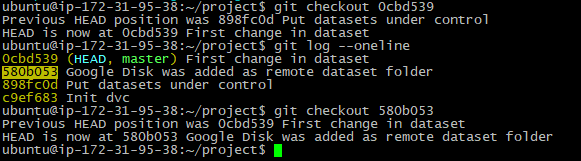 ubuntu@ip-172-31-95-38:~/project$ git checkout 0cbd539
Previous HEAD position was 898fc0d Put datasets under control
HEAD is now at 0cbd539 First change in dataset
ubuntu@ip-172-31-95-38:~/project$ git log --oneline
0cbd539 (HEAD, master) First change in dataset
580b053 Google Disk was added as remote dataset folder
898fc0d Put datasets under control
c9ef683 Init dvc
ubuntu@ip-172-31-95-38:~/project$ git checkout 580b053
Previous HEAD position was 0cbd539 First change in dataset
HEAD is now at 580b053 Google Disk was added as remote dataset folder
ubuntu@ip-172-31-95-38:~/project$